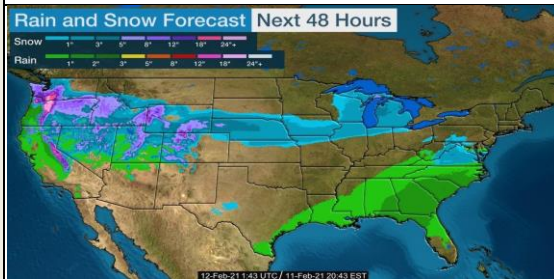 Rain and Snow Forecast Next 48 Hours
Snow
1" 3" 5" 8" 12" 18" 24"+
Rain
1" 2" 3" 5" 8" 12" 18" 24"+
12-Feb-21 1:43 UTC / 11-Feb-21 20:43 EST